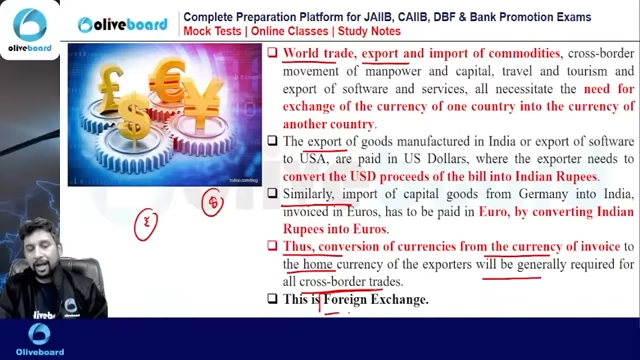 oliveboard
Complete Preparation Platform for JAIIB, CAIIB, DBF & Bank Promotion Exams
Mock Tests | Online Classes | Study Notes
Oliveboard
World trade, export and import of commodities, cross-border
movement of manpower and capital, travel and tourism and
export of software and services, all necessitate the need for
exchange of the currency of one country into the currency of
another country.
The export of goods manufactured in India or export of software
to USA, are paid in US Dollars, where the exporter needs to
convert the USD proceeds of the bill into Indian Rupees.
Similarly, import of capital goods from Germany into India,
invoiced in Euros, has to be paid in Euro, by converting Indian
Rupees into Euros.
Thus, conversion of currencies from the currency of invoice to
the home currency of the exporters will be generally required for
all cross-border trades.
This is Foreign Exchange.
£ € $ ¥
Oliveboard